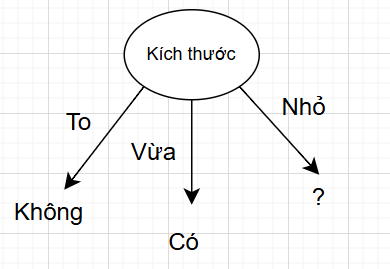 Kích thước
To
Vừa
Nhỏ
Không
Có
?